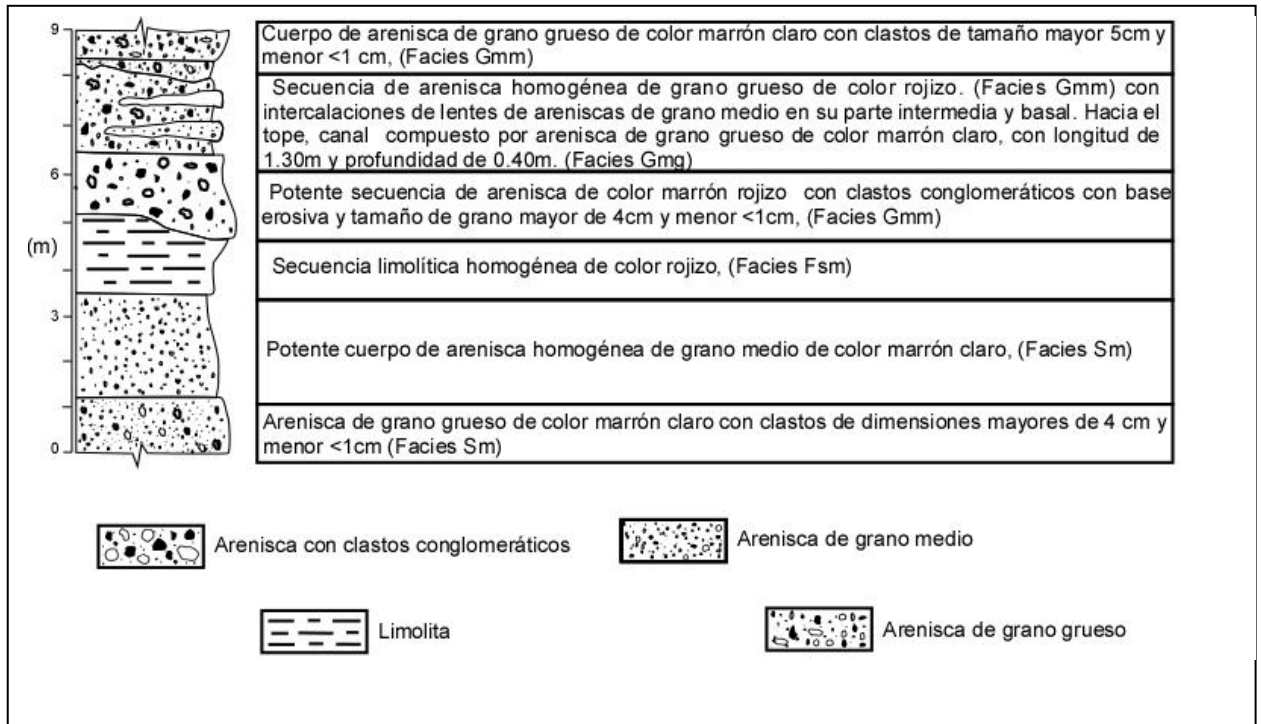 9
Cuerpo de arenisca de grano grueso de color marrón claro con clastos de tamaño mayor 5cm y
menor <1 cm, (Facies Gmm)
Secuencia de arenisca homogénea de grano grueso de color rojizo. (Facies Gmm) con
intercalaciones de lentes de areniscas de grano medio en su parte intermedia y basal. Hacia el
tope, canal compuesto por arenisca de grano grueso de color marrón claro, con longitud de
1.30m y profundidad de 0.40m. (Facies Gmg)
6
Potente secuencia de arenisca de color marrón rojizo con clastos conglomeráticos con base
erosiva y tamaño de grano mayor de 4cm y menor <1cm, (Facies Gmm)
(m)
Secuencia limolítica homogénea de color rojizo, (Facies Fsm)
3
Potente cuerpo de arenisca homogénea de grano medio de color marrón claro, (Facies Sm)
Arenisca de grano grueso de color marrón claro con clastos de dimensiones mayores de 4 cm y
menor <1cm (Facies Sm)
0
Arenisca con clastos conglomeráticos
Arenisca de grano medio
Limolita
Arenisca de grano grueso